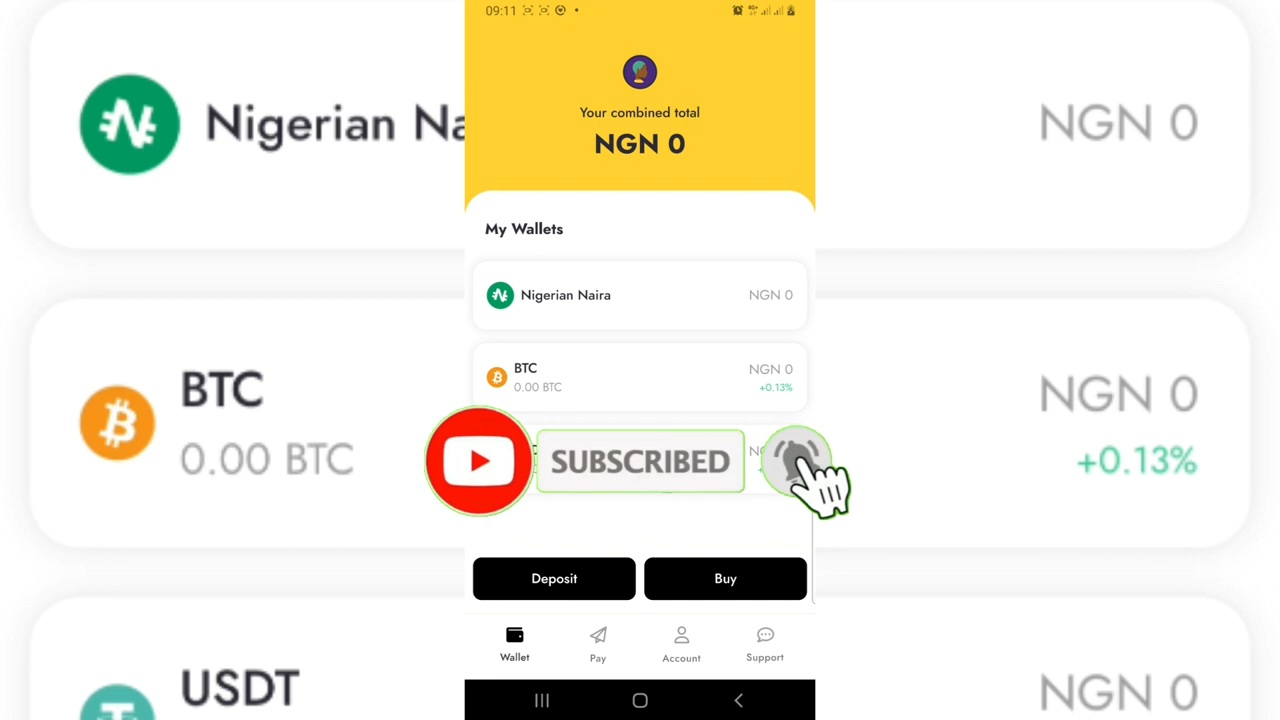 09:11
4G+
Your combined total
NGN 0
My Wallets
Nigerian Naira
NGN 0
BTC
NGN 0
0.00 BTC
+0.13%
SUBSCRIBED
Deposit
Buy
Wallet
Pay
Account
Support
Nigerian Na
NGN 0
BTC
NGN 0
0.00 BTC
+0.13%
USDT
NGN 0